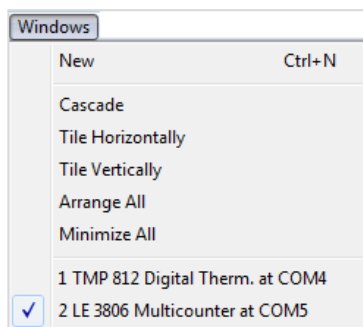 Windows
New Ctrl+N
Cascade
Tile Horizontally
Tile Vertically
Arrange All
Minimize All
1 TMP 812 Digital Therm. at COM4
2 LE 3806 Multicounter at COM5